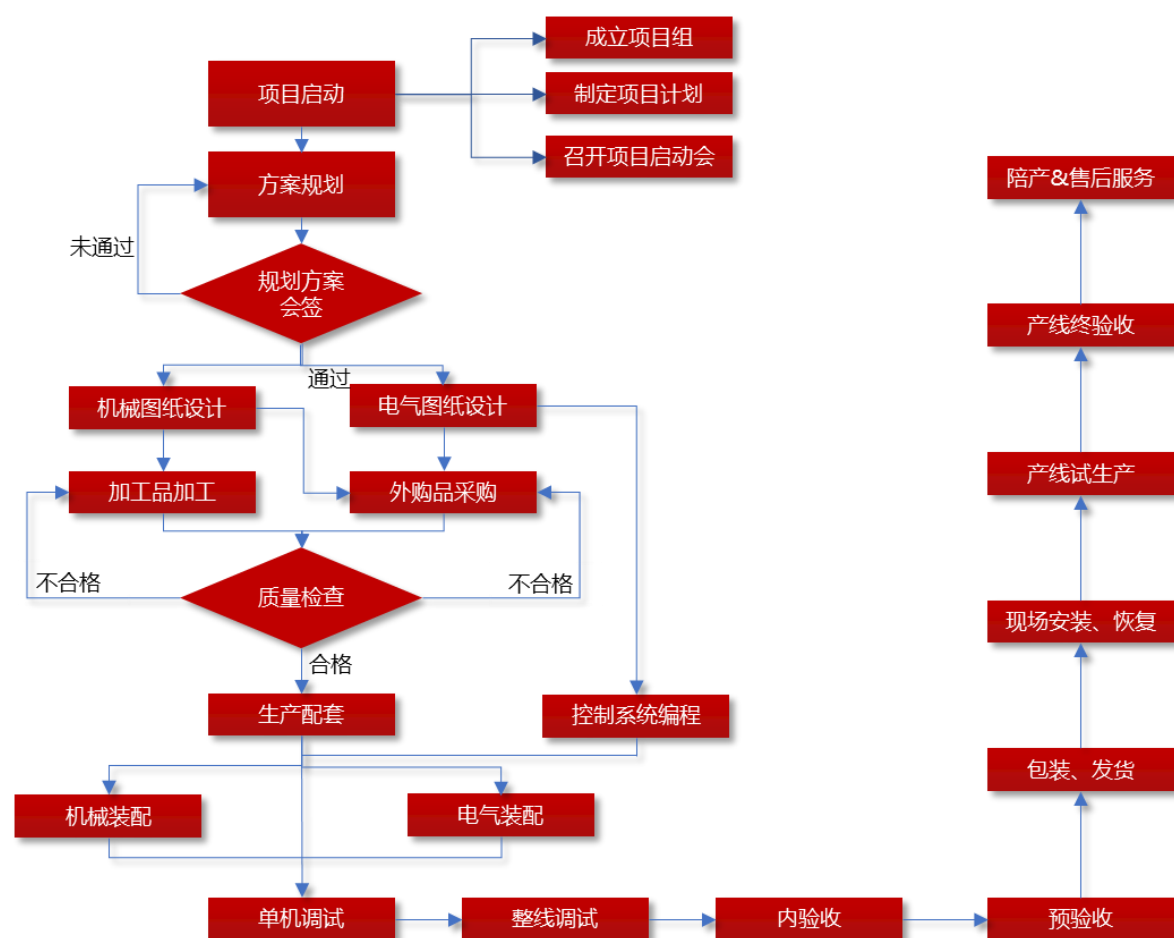 成立项目组
项目启动
制定项目计划
召开项目启动会
方案规划
未通过
规划方案
会签
通过
机械图纸设计
电气图纸设计
加工品加工
外购品采购
不合格
质量检查
不合格
合格
生产配套
控制系统编程
机械装配
电气装配
单机调试
整线调试
内验收
预验收
包装、发货
现场安装、恢复
产线试生产
产线终验收
陪产&售后服务